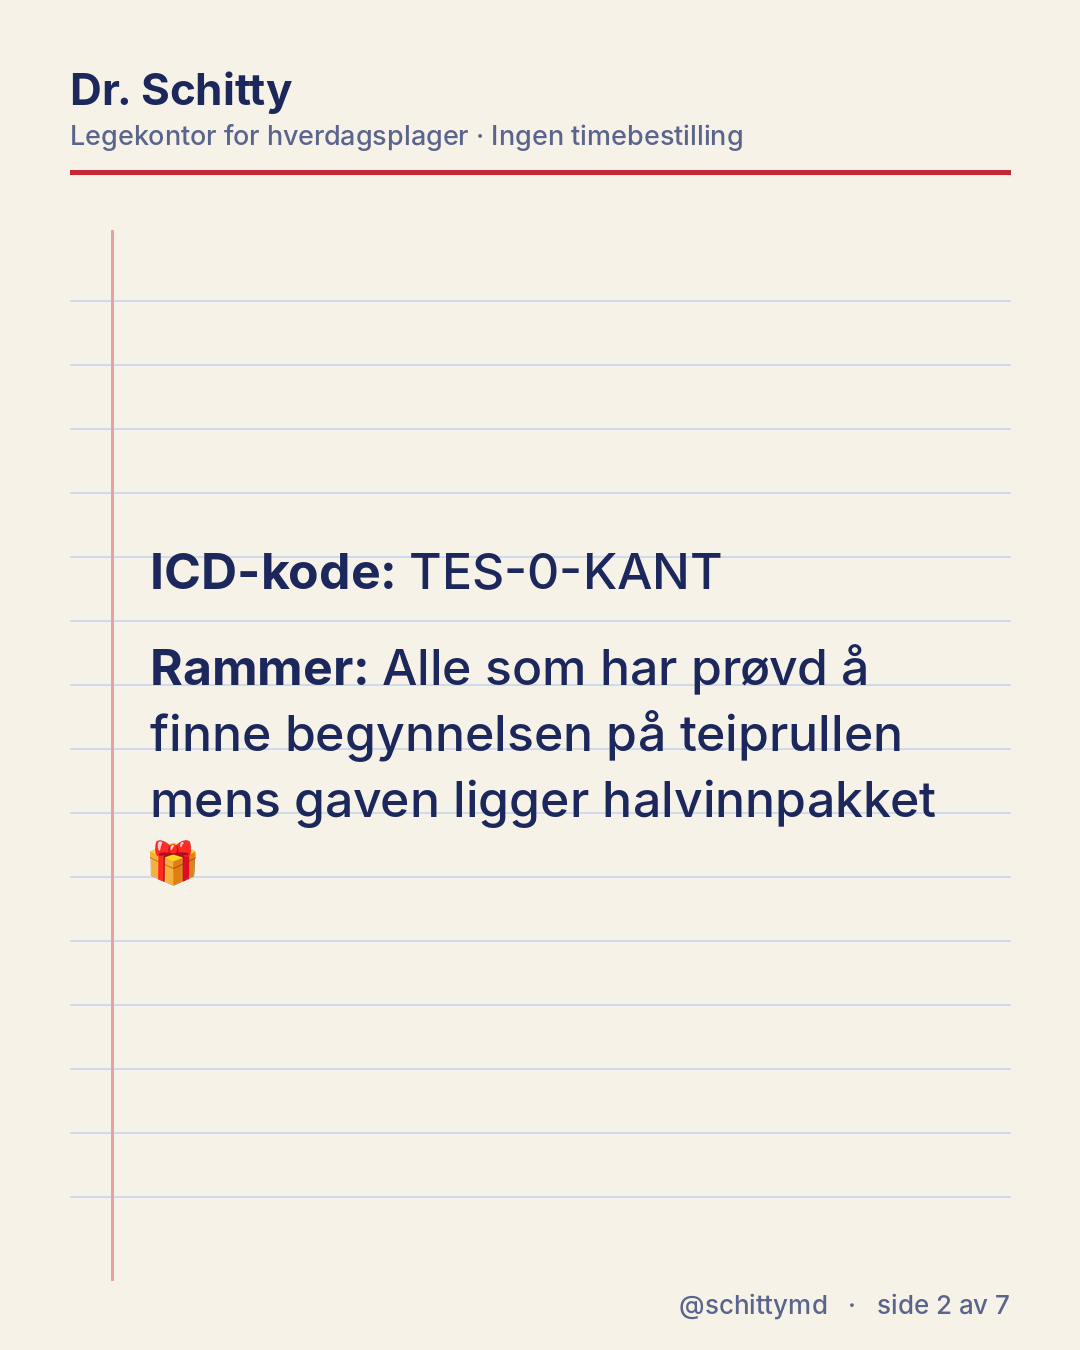 Dr. Schitty
Legekontor for hverdagsplager · Ingen timebestilling
ICD-kode: TES-0-KANT
Rammer: Alle som har prøvd å
finne begynnelsen på teiprullen
mens gaven ligger halvinnpakket
🎁
@schittymd · side 2 av 7